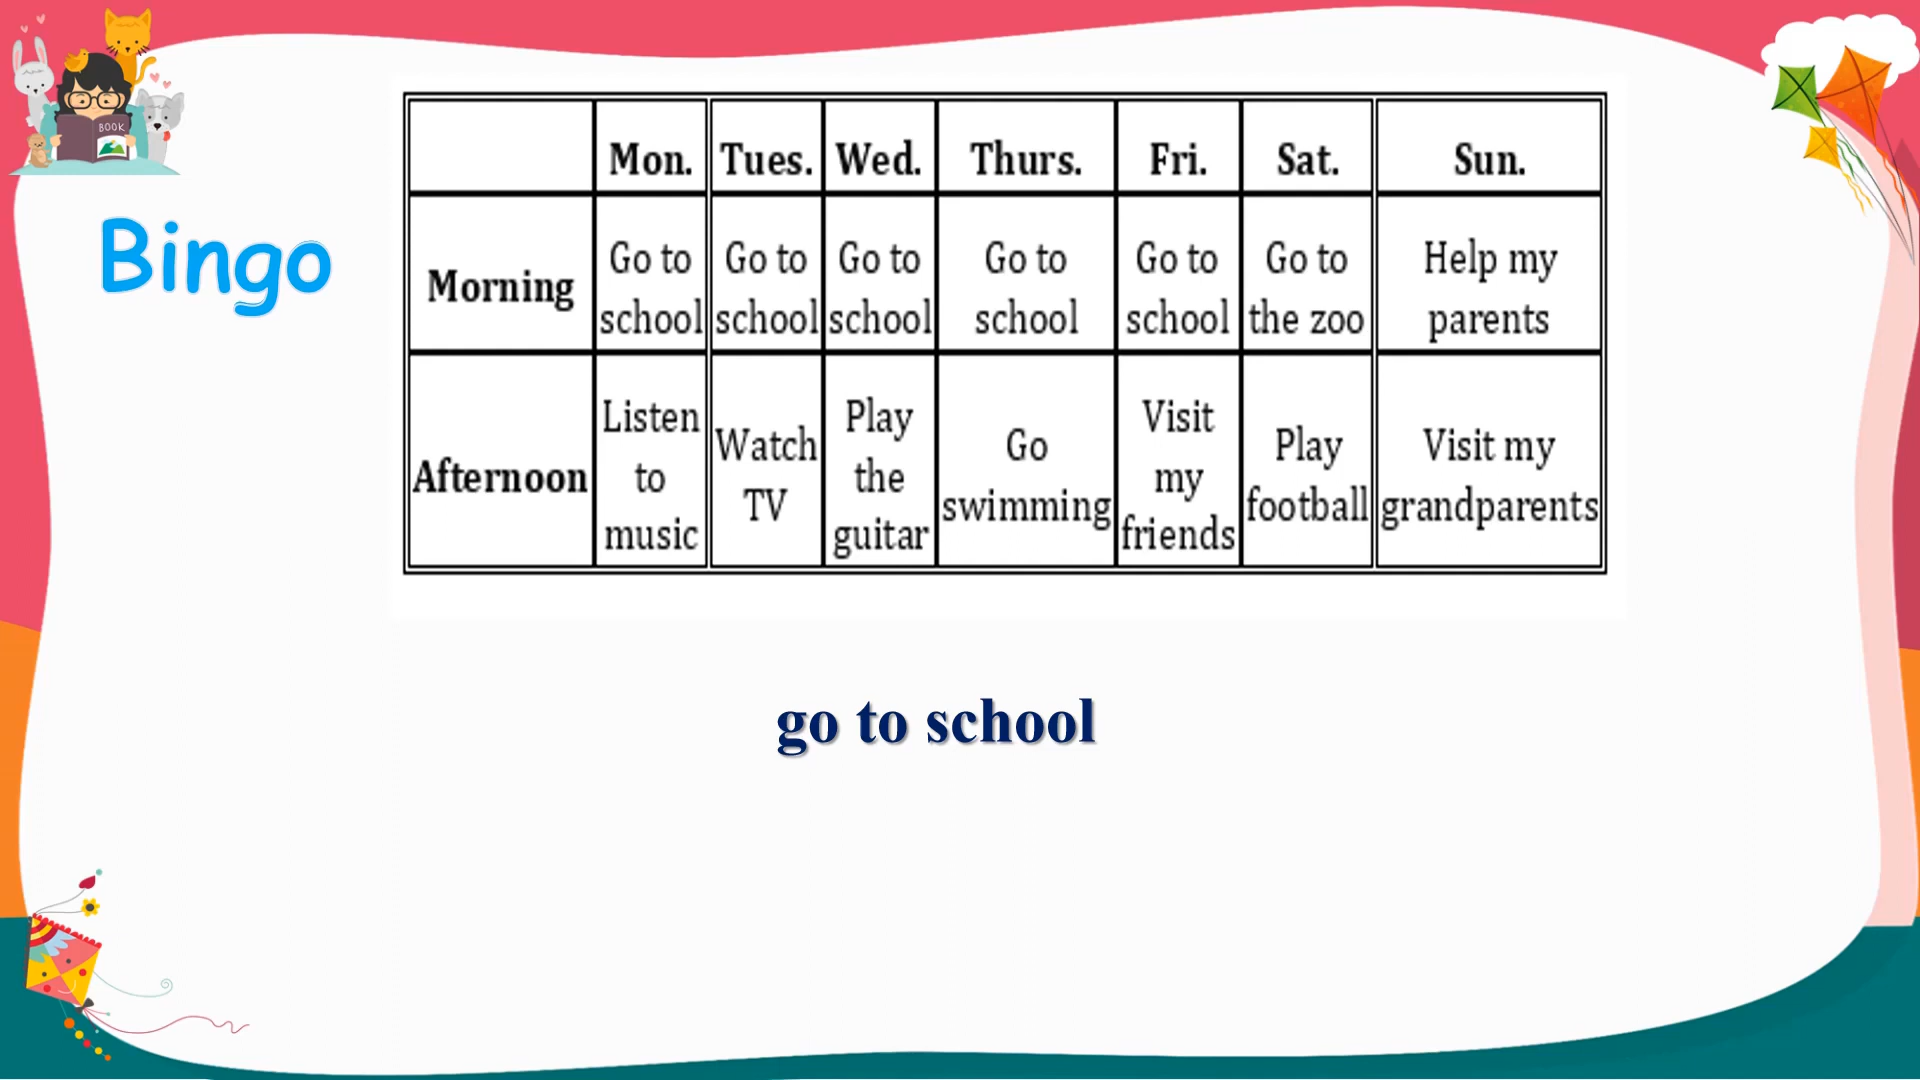 BOOK
Bingo
Mon. Tues. Wed. Thurs. Fri. Sat. Sun.
Morning
Go to
school
Go to
school
Go to
school
Go to
school
Go to
school
Go to
the zoo
Help my
parents
Afternoon
Listen
to
music
Watch
TV
Play
the
guitar
Go
swimming
Visit
my
friends
Play
football
Visit my
grandparents
go to school